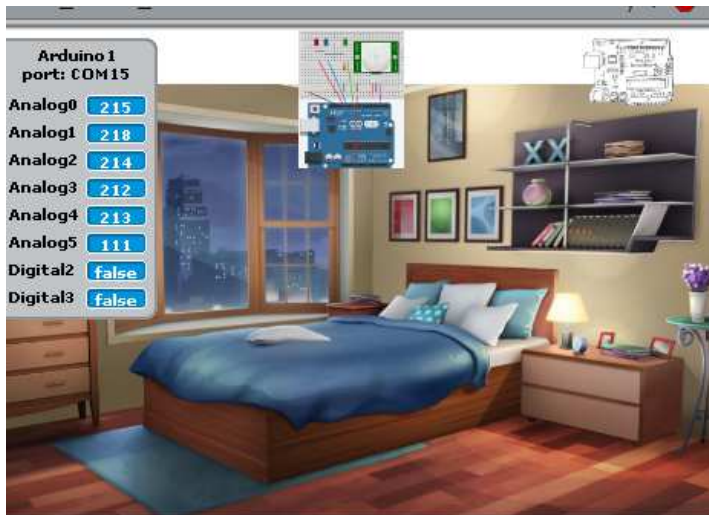 Arduino1
port: COM15
Analog0 215
Analog1 218
Analog2 214
Analog3 212
Analog4 213
Analog5 111
Digital2 false
Digital3 false